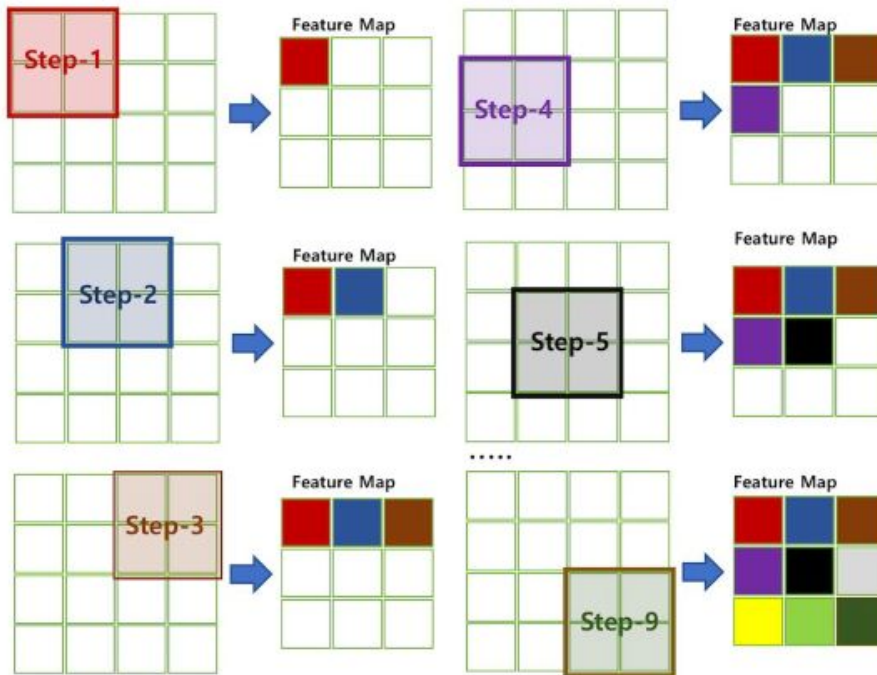 Feature Map
Step-1
Feature Map
Step-4
Feature Map
Step-2
Feature Map
Step-5
.....
Feature Map
Step-3
Feature Map
Step-9